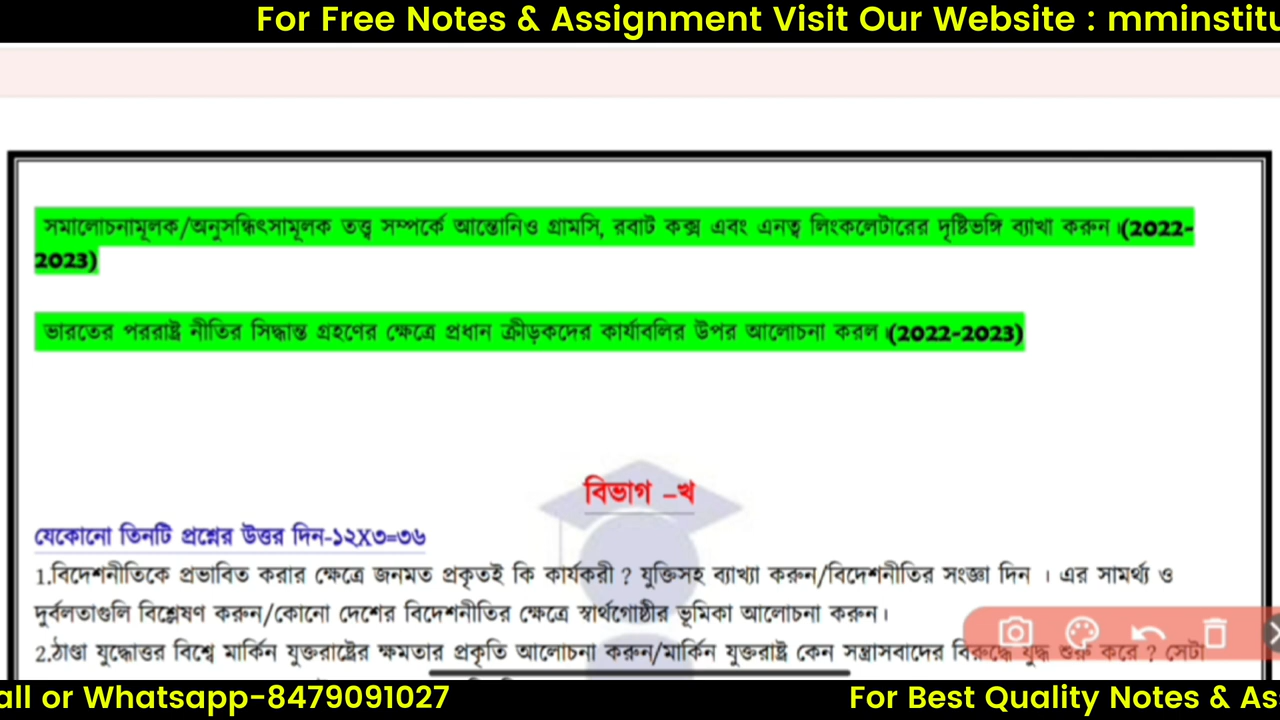 For Free Notes & Assignment Visit Our Website : mminstitu
সমালোচনামূলক/অনুসন্ধিৎসামূলক তত্ত্ব সম্পর্কে আন্তোনিও গ্রামসি, রবাট কক্স এবং এনড্রু লিংকলেটারের দৃষ্টিভঙ্গি ব্যাখা করুন।(2022-
2023)
ভারতের পররাষ্ট্র নীতির সিদ্ধান্ত গ্রহণের ক্ষেত্রে প্রধান ক্রীড়কদের কার্যাবলির উপর আলোচনা করল।(2022-2023)
বিভাগ –খ
যেকোনো তিনটি প্রশ্নের উত্তর দিন-১২X৩=৩৬
1.বিদেশনীতিকে প্রভাবিত করার ক্ষেত্রে জনমত প্রকৃতই কি কার্যকরী ? যুক্তিসহ ব্যাখা করুন/বিদেশনীতির সংজ্ঞা দিন । এর সামর্থ্য ও
দুর্বলতাগুলি বিশ্লেষণ করুন/কোনো দেশের বিদেশনীতির ক্ষেত্রে স্বার্থগোষ্ঠীর ভূমিকা আলোচনা করুন।
2.ঠাণ্ডা যুদ্ধোত্তর বিশ্বে মার্কিন যুক্তরাষ্ট্রের ক্ষমতার প্রকৃতি আলোচনা করুন/মার্কিন যুক্তরাষ্ট্র কেন সন্ত্রাসবাদের বিরুদ্ধে যুদ্ধ শুরু করে ? সেটা
all or Whatsapp-8479091027
For Best Quality Notes & As